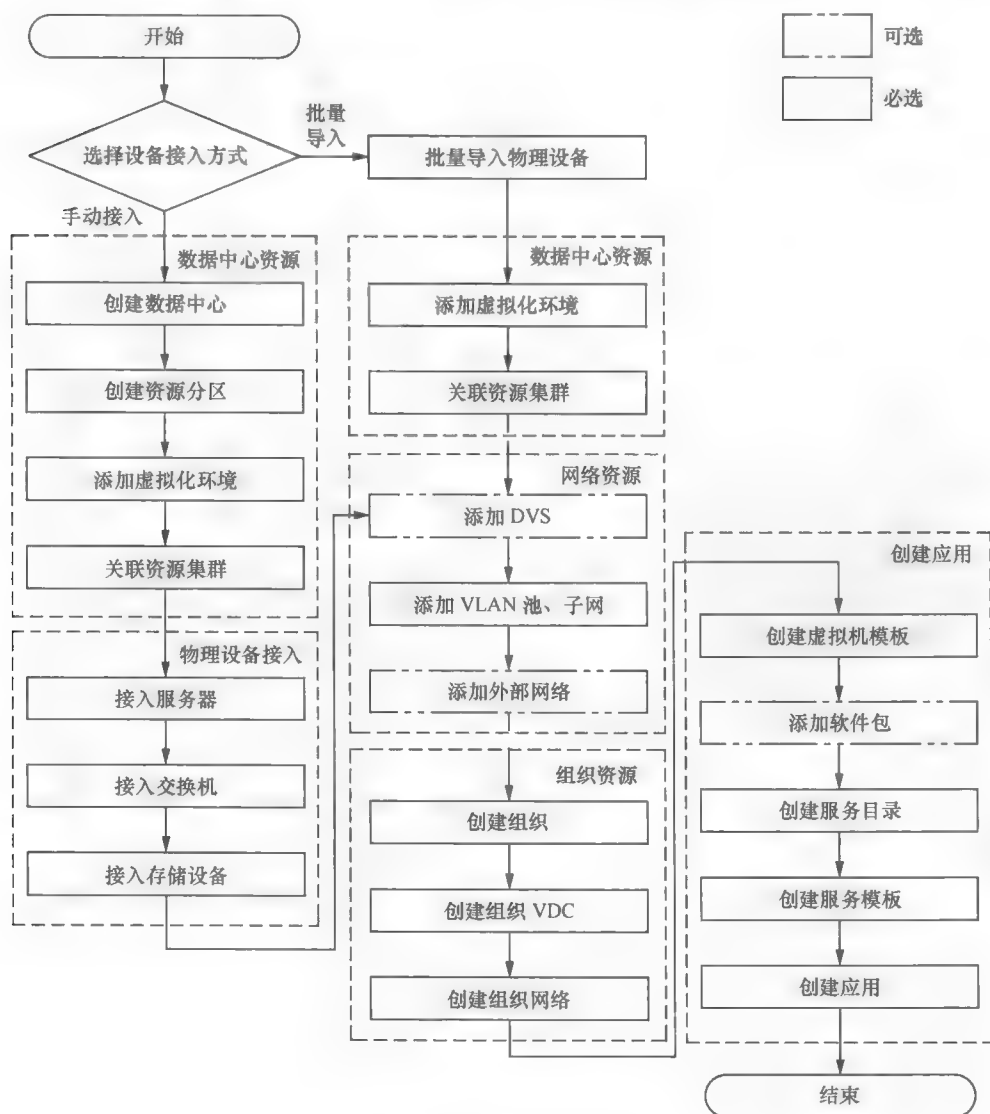 开始
可选
必选
选择设备接入方式
批量
导入
批量导入物理设备
手动接入
数据中心资源
创建数据中心
创建资源分区
添加虚拟化环境
关联资源集群
物理设备接入
接入服务器
接入交换机
接入存储设备
数据中心资源
添加虚拟化环境
关联资源集群
网络资源
添加 DVS
添加 VLAN 池、子网
添加外部网络
组织资源
创建组织
创建组织 VDC
创建组织网络
创建应用
创建虚拟机模板
添加软件包
创建服务目录
创建服务模板
创建应用
结束